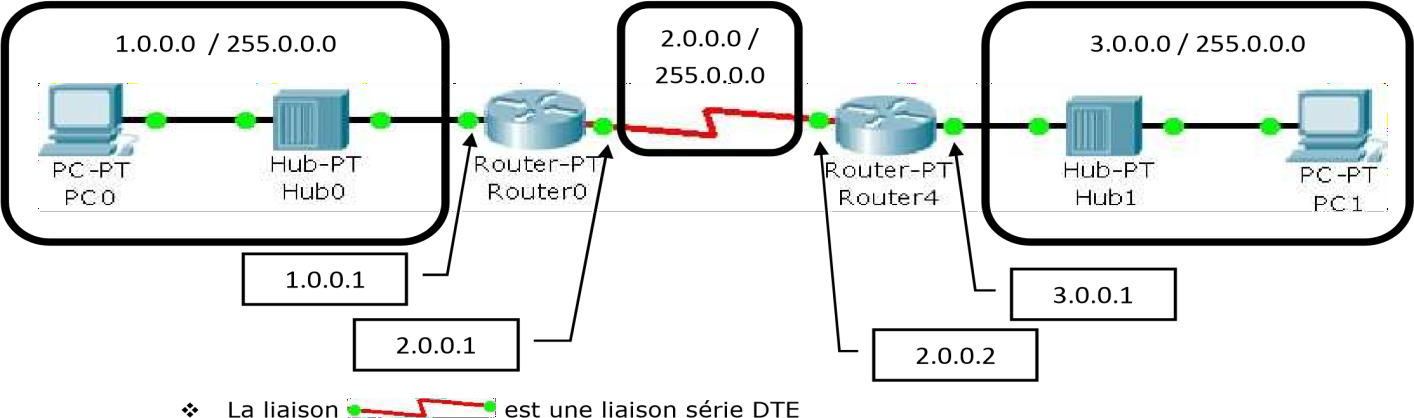 1.0.0.0 / 255.0.0.0
2.0.0.0 /
255.0.0.0
3.0.0.0 / 255.0.0.0
PC-PT
PC0
Hub-PT
Hub0
Router-PT
Router0
Router-PT
Router4
Hub-PT
Hub1
PC-PT
PC1
1.0.0.1
2.0.0.1
2.0.0.2
3.0.0.1
❖ La liaison est une liaison série DTE